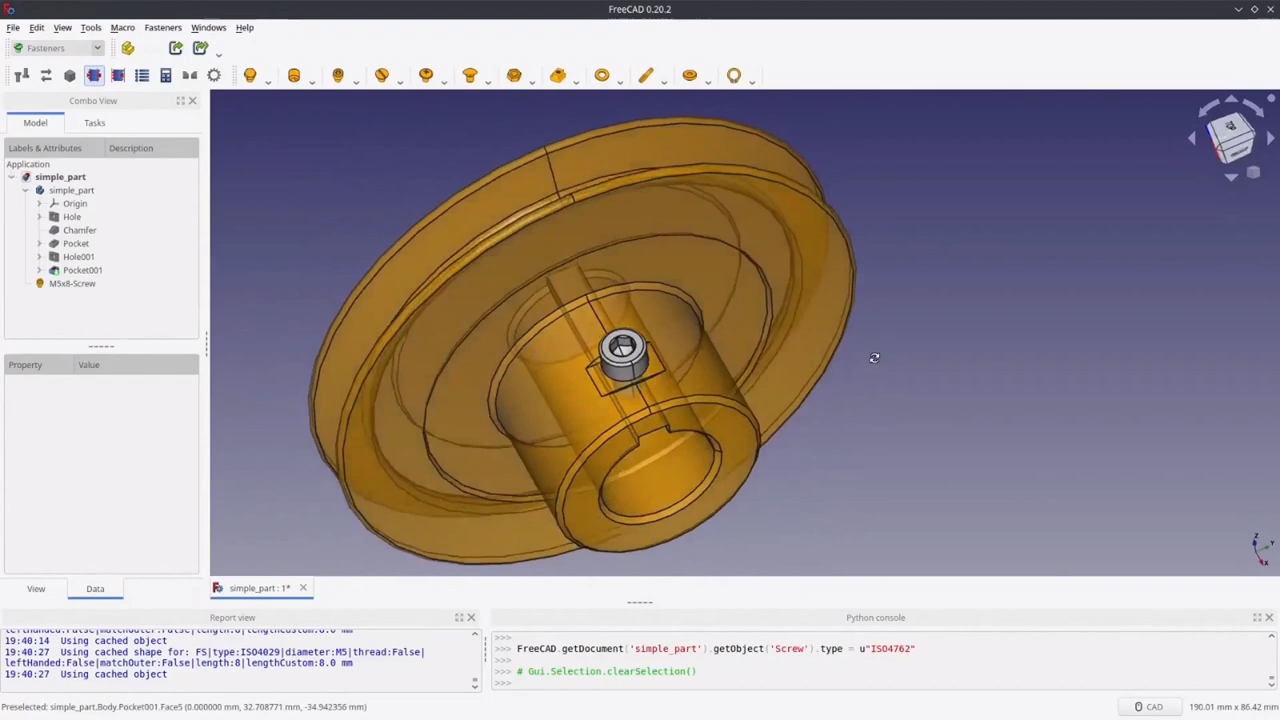 FreeCAD 0.20.2
File Edit View Tools Macro Fasteners Windows Help
Fasteners
Combo View
Model Tasks
Labels & Attributes Description
Application
simple_part
simple_part
Origin
Hole
Chamfer
Pocket
Hole001
Pocket001
M5x8-Screw
Property Value
View Data
simple_part : 1*
Report view
19:40:14 Using cached object
19:40:27 Using cached shape for: FS|type:ISO4029|diameter:M5|thread:False|
leftHanded:False|matchOuter:False|length:8|lengthCustom:8.0 mm
19:40:27 Using cached object
Python console
>>>
>>> FreeCAD.getDocument('simple_part').getObject('Screw').type = u"ISO4762"
>>>
>>> # Gui.Selection.clearSelection()
>>>
Z
Y
X
Preselected: simple_part.Body.Pocket001.Face5 (0.000000 mm, 32.708771 mm, -34.942356 mm)
CAD
190.01 mm x 86.42 mm